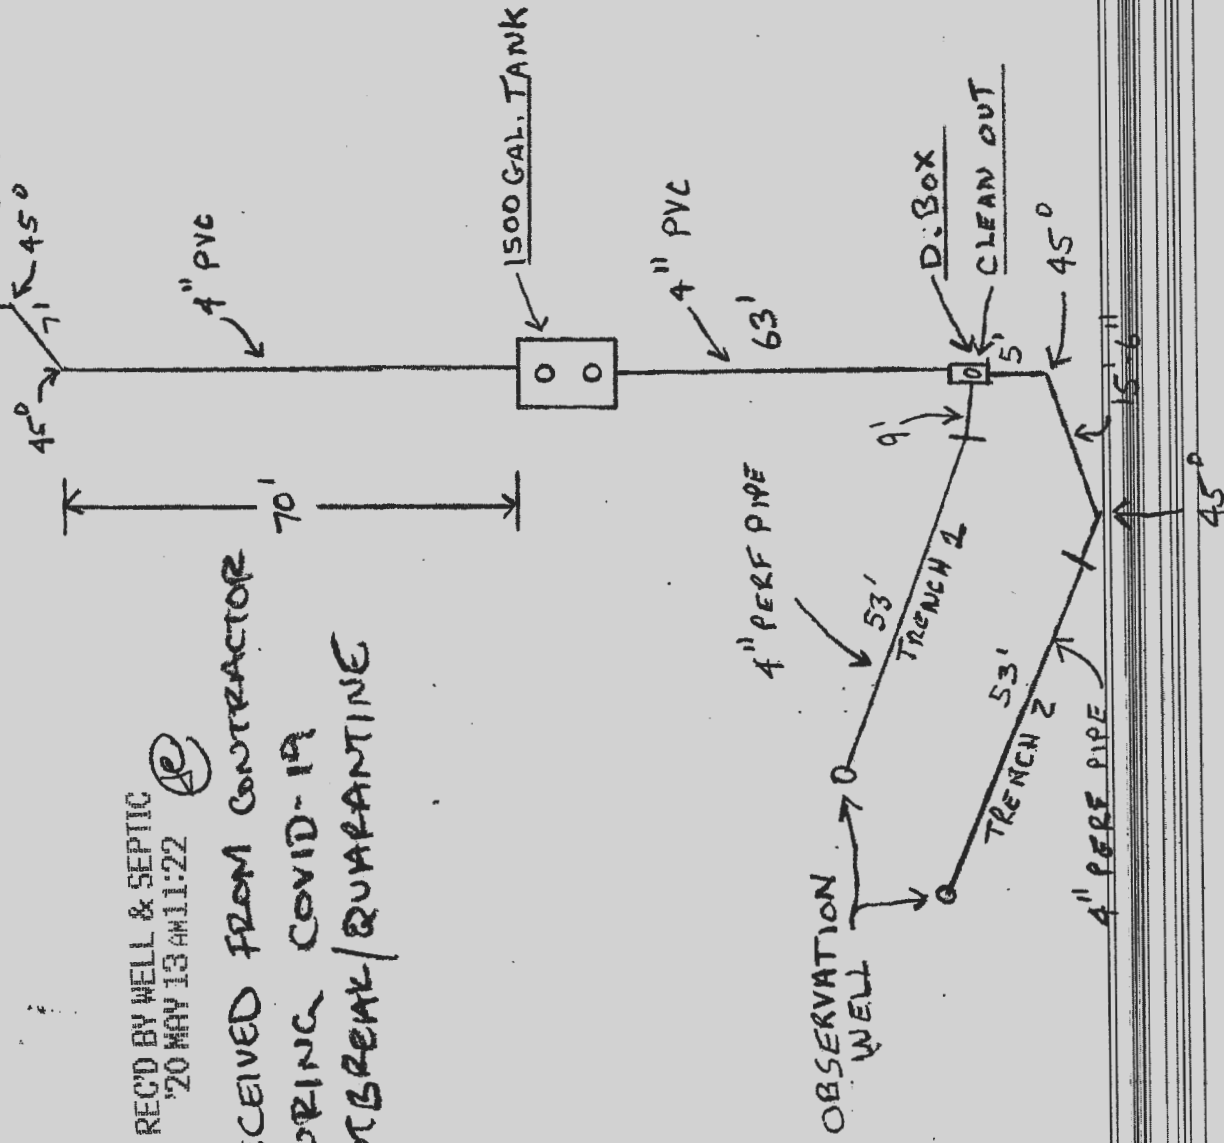 REC'D BY WELL & SEPTIC
'20 MAY 13 AM 11:22
CEIVED FROM CONTRACTOR
RING COVID-19
TBREAK/QUARANTINE
45°
7'
45°
4" PVC
70'
1500 GAL. TANK
4" PVC
63'
D. BOX
CLEAN OUT
5'
45°
9'
15'-6"
45°
4" PERF PIPE
53'
TRENCH 1
53'
TRENCH 2
4" PERF PIPE
OBSERVATION
WELL